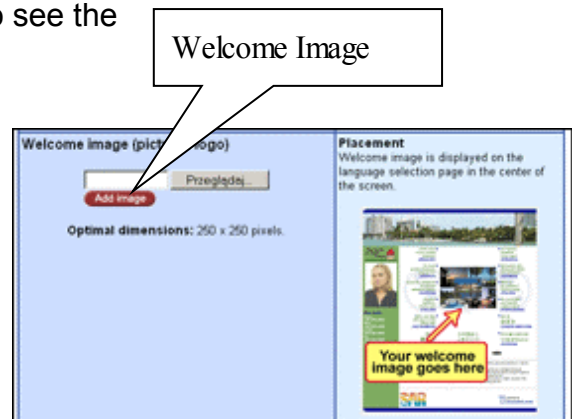 o see the
Welcome Image
Welcome image (pict ogo)
Przeglądaj...
Add image
Optimal dimensions: 250 x 250 pixels.
Placement
Welcome image is displayed on the
language selection page in the center of
the screen.
Your welcome
image goes here